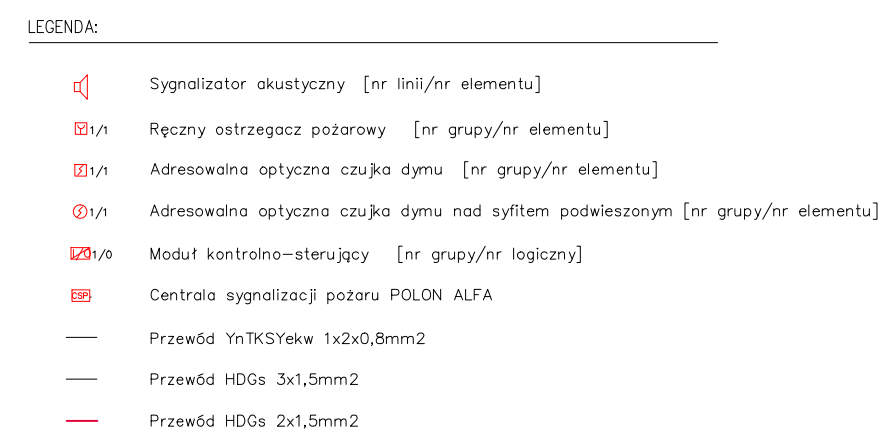 LEGENDA:
Sygnalizator akustyczny [nr linii/nr elementu]
1/1 Ręczny ostrzegacz pożarowy [nr grupy/nr elementu]
1/1 Adresowalna optyczna czujka dymu [nr grupy/nr elementu]
1/1 Adresowalna optyczna czujka dymu nad syfitem podwieszonym [nr grupy/nr elementu]
I/O 1/0 Moduł kontrolno-sterujący [nr grupy/nr logiczny]
CSP. Centrala sygnalizacji pożaru POLON ALFA
Przewód YnTKSYekw 1x2x0,8mm2
Przewód HDGs 3x1,5mm2
Przewód HDGs 2x1,5mm2